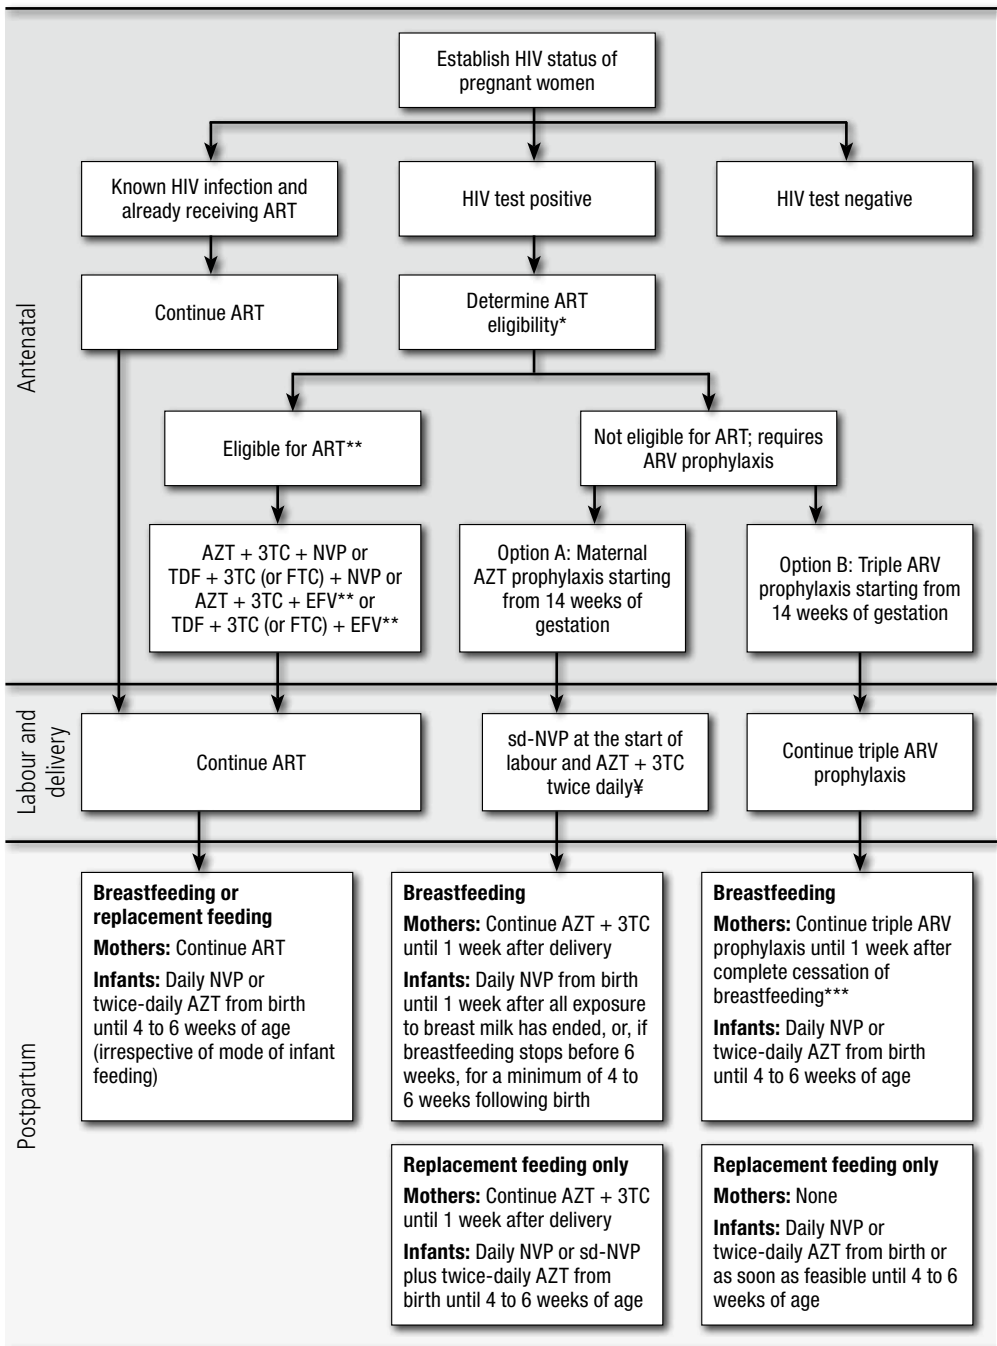 Establish HIV status of
pregnant women
Known HIV infection and
already receiving ART
HIV test positive
HIV test negative
Antenatal
Continue ART
Determine ART
eligibility*
Eligible for ART**
Not eligible for ART; requires
ARV prophylaxis
AZT + 3TC + NVP or
TDF + 3TC (or FTC) + NVP or
AZT + 3TC + EFV** or
TDF + 3TC (or FTC) + EFV**
Option A: Maternal
AZT prophylaxis starting
from 14 weeks of
gestation
Option B: Triple ARV
prophylaxis starting from
14 weeks of gestation
Labour and
delivery
Continue ART
sd-NVP at the start of
labour and AZT + 3TC
twice daily¥
Continue triple ARV
prophylaxis
Postpartum
Breastfeeding or
replacement feeding
Mothers: Continue ART
Infants: Daily NVP or
twice-daily AZT from birth
until 4 to 6 weeks of age
(irrespective of mode of infant
feeding)
Breastfeeding
Mothers: Continue AZT + 3TC
until 1 week after delivery
Infants: Daily NVP from birth
until 1 week after all exposure
to breast milk has ended, or, if
breastfeeding stops before 6
weeks, for a minimum of 4 to
6 weeks following birth
Breastfeeding
Mothers: Continue triple ARV
prophylaxis until 1 week after
complete cessation of
breastfeeding***
Infants: Daily NVP or
twice-daily AZT from birth
until 4 to 6 weeks of age
Replacement feeding only
Mothers: Continue AZT + 3TC
until 1 week after delivery
Infants: Daily NVP or sd-NVP
plus twice-daily AZT from
birth until 4 to 6 weeks of age
Replacement feeding only
Mothers: None
Infants: Daily NVP or
twice-daily AZT from birth or
as soon as feasible until 4 to 6
weeks of age